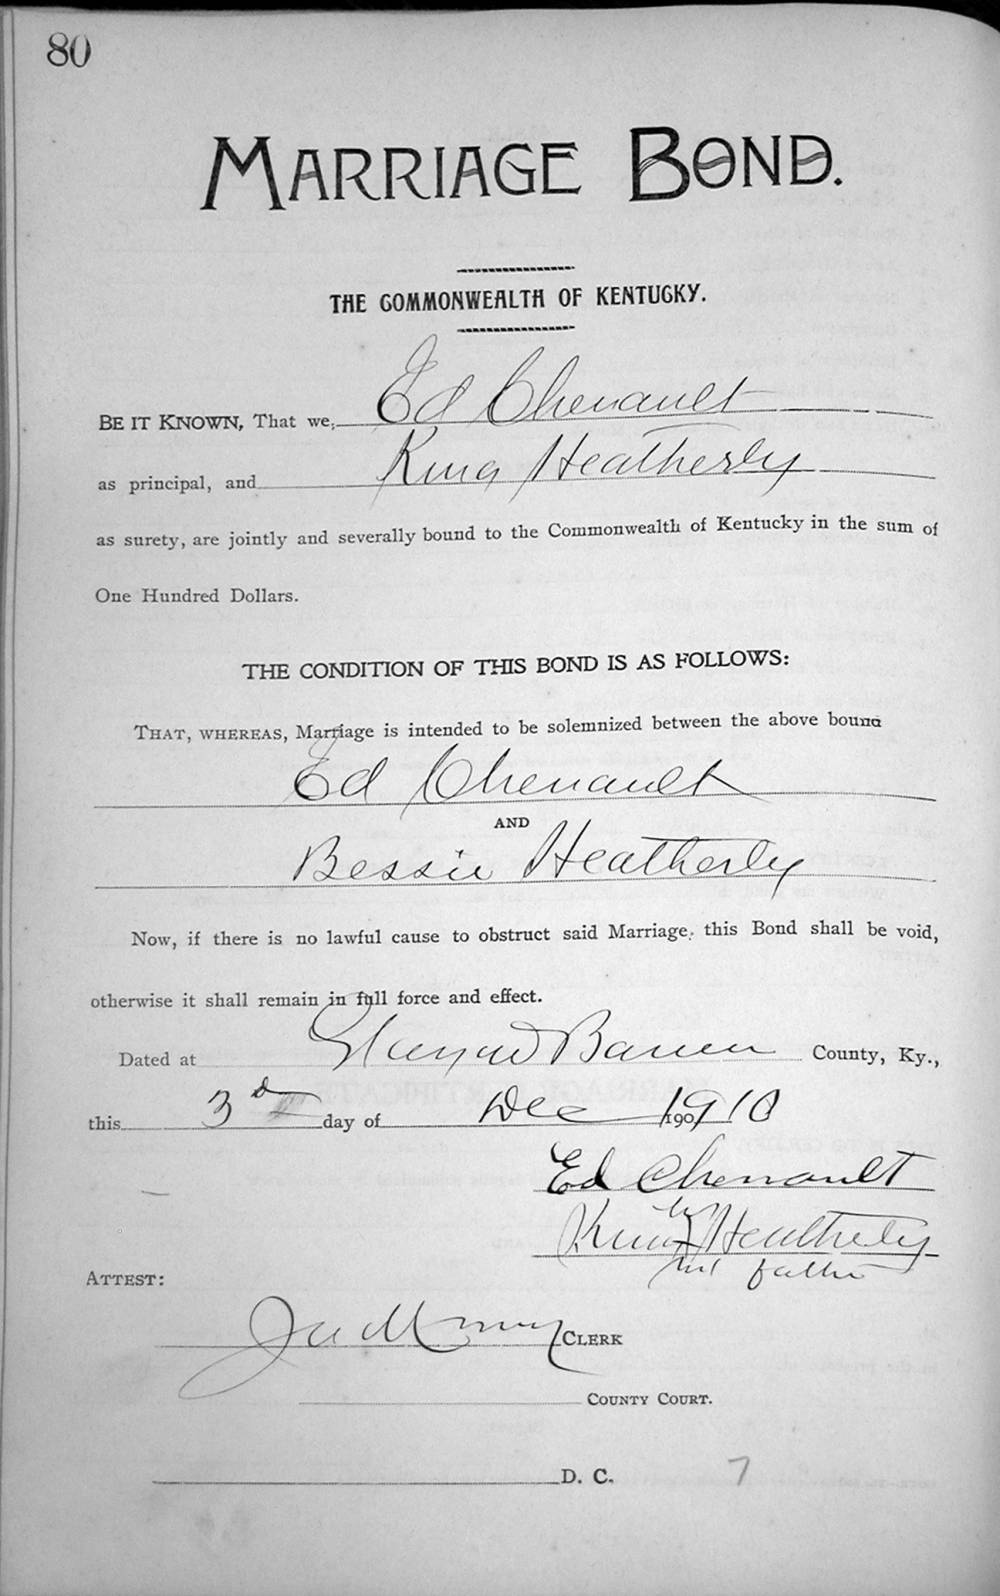 80
MARRIAGE BOND.
THE COMMONWEALTH OF KENTUCKY.
BE IT KNOWN, That we, Ed Chenault
as principal, and King Heatherly
as surety, are jointly and severally bound to the Commonwealth of Kentucky in the sum of
One Hundred Dollars.
THE CONDITION OF THIS BOND IS AS FOLLOWS:
THAT, WHEREAS, Marriage is intended to be solemnized between the above bound
Ed Chenault
AND
Bessie Heatherly
Now, if there is no lawful cause to obstruct said Marriage, this Bond shall be void,
otherwise it shall remain in full force and effect.
Dated at Barren County, Ky.,
this 3d day of Dec 1910
Ed Chenault
King Heatherly
father
ATTEST:
CLERK
COUNTY COURT.
D. C.
7